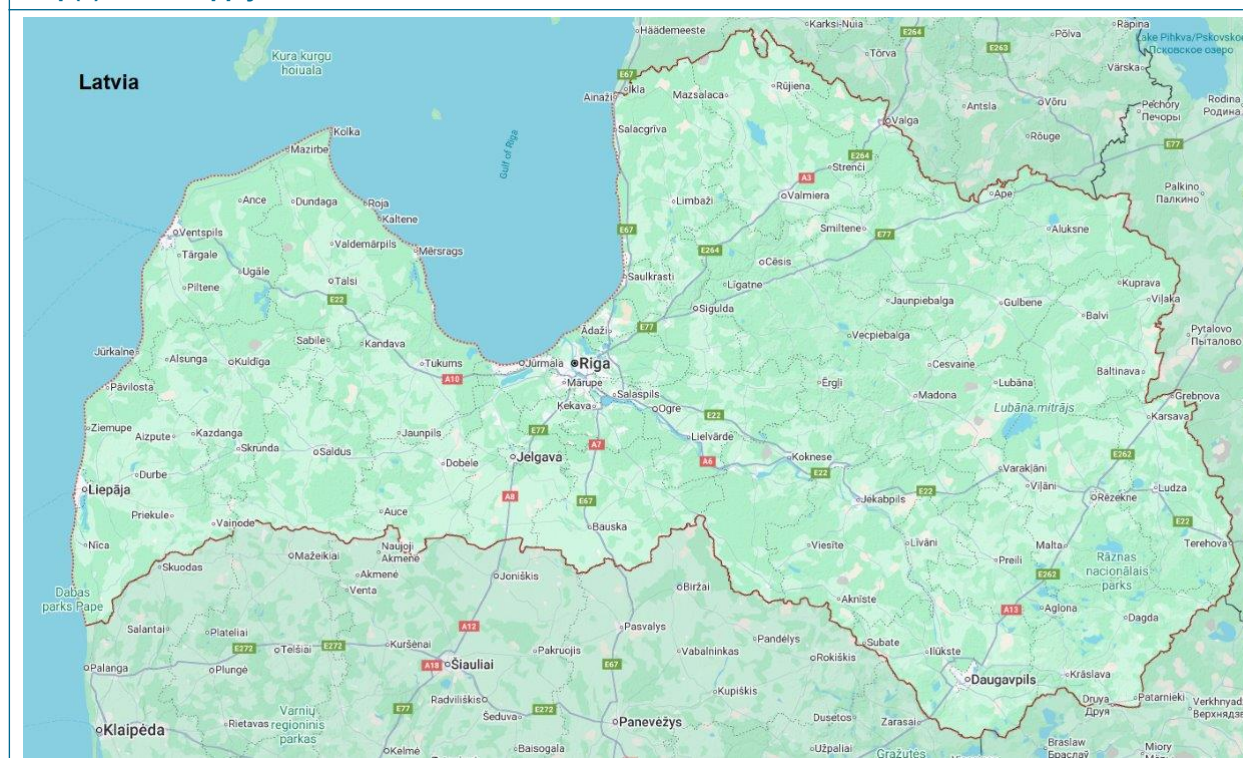 Latvia
Kura kurgu
hoiuala
Gulf of Riga
Häädemeeste
Karksi-Nuia
E264
Tõrva
E263
Põlva
Räpina
Lake Pihkva/Pskovskoe
Псковское озеро
Värska
E67
Ikla
Ainaži
Mazsalaca
Rūjiena
Antsla
Võru
Pechory
Печоры
Rodina
Родина
Salacgrīva
Valga
Rõuge
E77
Kolka
Mazirbe
E264
Strenči
A3
Palkino
Палкино
Ance
Dundaga
Roja
Kaltene
Limbaži
Valmiera
Ape
Ventspils
Valdemārpils
Mērsrags
E67
E264
Smiltene
E77
Aluksne
Tārgale
Ugāle
Talsi
Saulkrasti
Cēsis
Piltene
E22
Līgatne
Kuprava
Sigulda
Jaunpiebalga
Gulbene
Viļaka
Balvi
Ādaži
E77
Vecpiebalga
Pytalovo
Пыталово
Jūrkalne
Alsunga
Kuldīga
Sabile
Kandava
Tukums
Jūrmala
Rīga
Cesvaine
A10
Mārupe
Baltinava
Pāvilosta
Salaspils
Ērgļi
Lubāna
Madona
Grebnova
Ķekava
Ogre
E22
Lubāna mitrājs
Karsava
Ziemupe
Aizpute
Kazdanga
Jaunpils
E77
A7
Lielvārde
Skrunda
Saldus
Jelgava
Koknese
E262
Dobele
A6
Varakļāni
Durbe
E22
Liepāja
A8
Viļāni
Rēzekne
Ludza
E67
Jēkabpils
E22
Priekule
Auce
Vainode
Bauska
E22
Nīca
Viesīte
Līvāni
Malta
Terehova
Mažeikiai
Naujoji
Akmenė
Preili
Rāznas
nacionālais
parks
Skuodas
Akmenė
Joniškis
E262
Venta
Biržai
Dabas
parks Pape
Aknīste
A13
Aglona
Dagda
Salantai
Plateliai
A12
Pasvalys
Subate
E272
Telšiai
E272
Kuršėnai
Pandėlys
Ilūkste
Palanga
Plungė
A18
Šiauliai
Pakruojis
E67
Vabalninkas
Rokiškis
Daugavpils
Krāslava
Radviliškis
Kupiškis
Druya
Друя
Patarnieki
Klaipėda
Rietavas
Varnių
regioninis
parkas
E77
Šeduva
E272
Panevėžys
Dusetos
Zarasai
Verkhnyad
Верхнядзв
Kelmė
Baisogala
Užpaliai
Gražutės
Braslaw
Браслаў
Miory